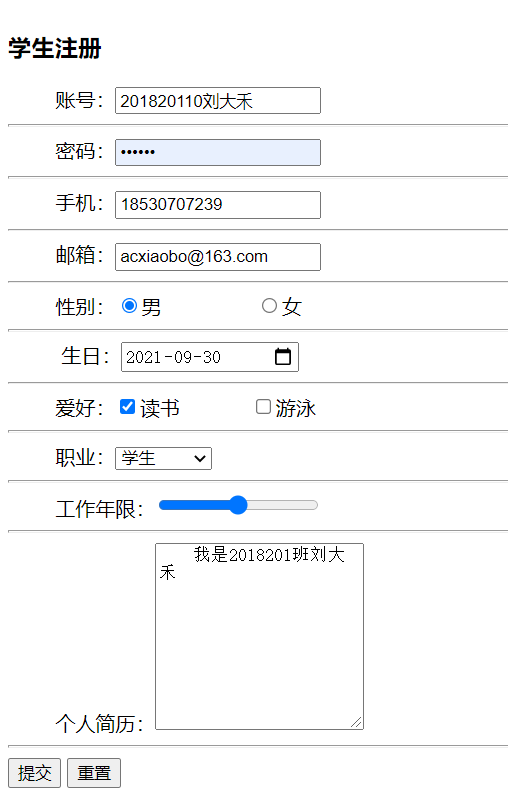 学生注册
账号：201820110刘大禾
密码：••••••
手机：18530707239
邮箱：acxiaobo@163.com
性别：男 女
生日：2021-09-30
爱好：读书 游泳
职业：学生
工作年限：
我是2018201班刘大
禾
个人简历：
提交 重置